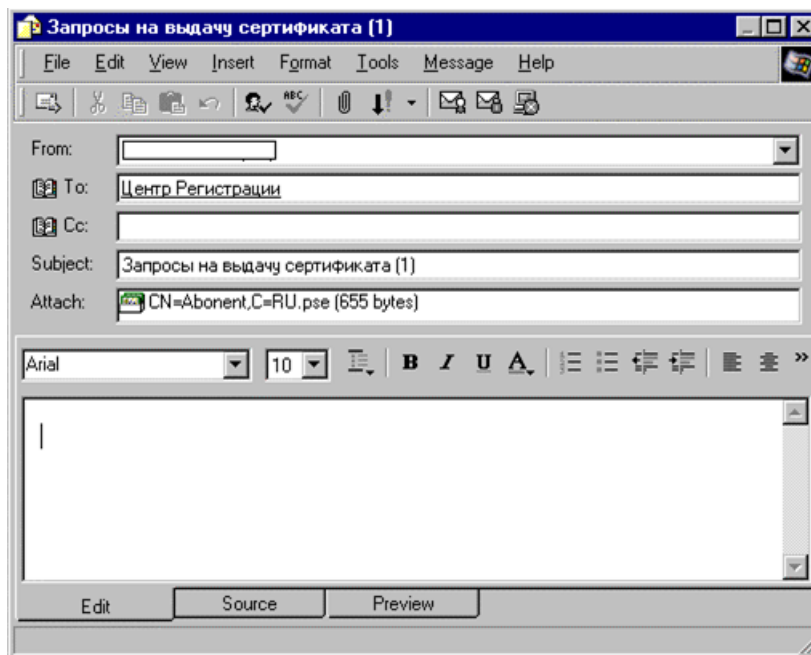 Запросы на выдачу сертификата (1)
File Edit View Insert Format Tools Message Help
ABC
From:
To: Центр Регистрации
Cc:
Subject: Запросы на выдачу сертификата (1)
Attach: CN=Abonent,C=RU.pse (655 bytes)
Arial 10 B I U A »
Edit Source Preview